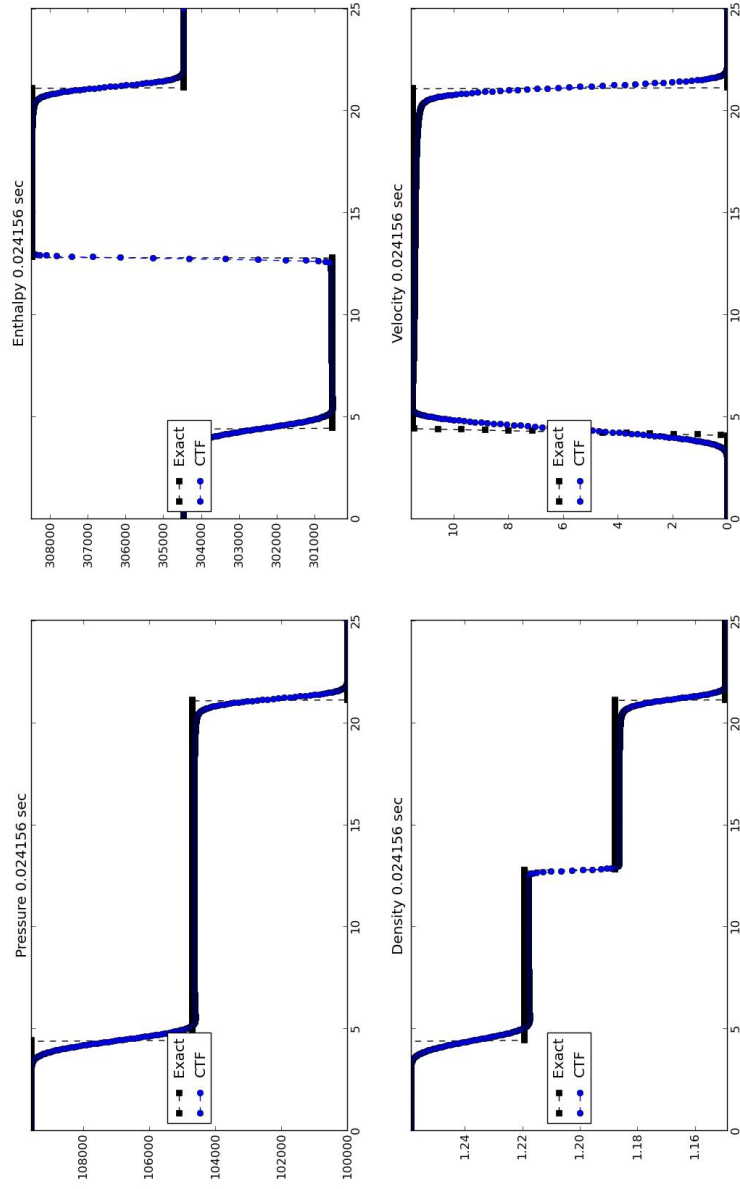 Enthalpy 0.024156 sec
308000
307000
306000
305000
304000
303000
302000
301000
Exact
CTF
0 5 10 15 20 25
Velocity 0.024156 sec
10
8
6
4
2
0
Exact
CTF
0 5 10 15 20 25
Pressure 0.024156 sec
108000
106000
104000
102000
100000
Exact
CTF
0 5 10 15 20 25
Density 0.024156 sec
1.24
1.22
1.20
1.18
1.16
Exact
CTF
0 5 10 15 20 25